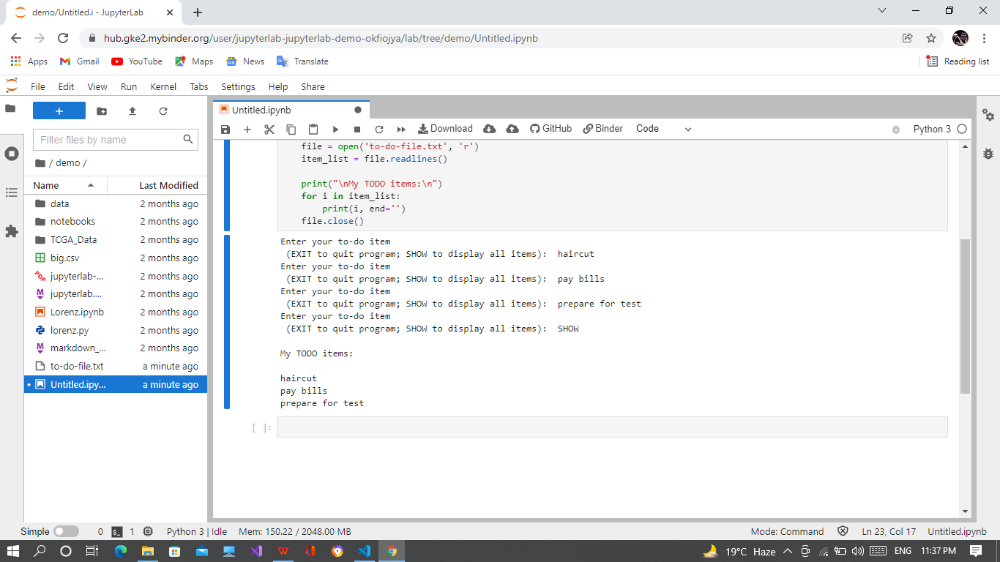 demo/Untitled.i - JupyterLab
hub.gke2.mybinder.org/user/jupyterlab-jupyterlab-demo-okfiojya/lab/tree/demo/Untitled.ipynb
Apps Gmail YouTube Maps News Translate Reading list
File Edit View Run Kernel Tabs Settings Help Share
Untitled.ipynb
Download GitHub Binder Code Python 3
Filter files by name
/ demo /
Name Last Modified
data 2 months ago
notebooks 2 months ago
TCGA_Data 2 months ago
big.csv 2 months ago
jupyterlab-... 2 months ago
jupyterlab.... 2 months ago
Lorenz.ipynb 2 months ago
lorenz.py 2 months ago
markdown_... 2 months ago
to-do-file.txt a minute ago
Untitled.ipy... a minute ago
file = open('to-do-file.txt', 'r')
item_list = file.readlines()
print("\nMy TODO items:\n")
for i in item_list:
print(i, end='')
file.close()
Enter your to-do item
(EXIT to quit program; SHOW to display all items): haircut
Enter your to-do item
(EXIT to quit program; SHOW to display all items): pay bills
Enter your to-do item
(EXIT to quit program; SHOW to display all items): prepare for test
Enter your to-do item
(EXIT to quit program; SHOW to display all items): SHOW
My TODO items:
haircut
pay bills
prepare for test
[ ]:
Simple 0 1 Python 3 | Idle Mem: 150.22 / 2048.00 MB Mode: Command Ln 23, Col 17 Untitled.ipynb
19°C Haze ENG 11:37 PM